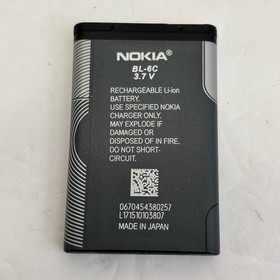 NOKIA®
BL-6C
3.7 V
RECHARGEABLE Li-ion
BATTERY.
USE SPECIFIED NOKIA
CHARGER ONLY.
MAY EXPLODE IF
DAMAGED OR
DISPOSED OF IN FIRE.
DO NOT SHORT-
CIRCUIT.
0670454380257
L171510103807
MADE IN JAPAN